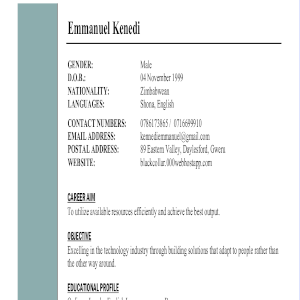 Emmanuel Kenedi
GENDER: Male
D.O.B.: 04 November 1999
NATIONALITY: Zimbabwean
LANGUAGES: Shona, English
CONTACT NUMBERS: 0786173865 / 0716699910
EMAIL ADDRESS: kennediemmanuel@gmail.com
POSTAL ADDRESS: 89 Eastern Valley, Daylesford, Gweru
WEBSITE: blackcollar.000webhostapp.com
CAREER AIM
To utilize available resources efficiently and achieve the best output.
OBJECTIVE
Excelling in the technology industry through building solutions that adapt to people rather than
the other way around.
EDUCATIONAL PROFILE